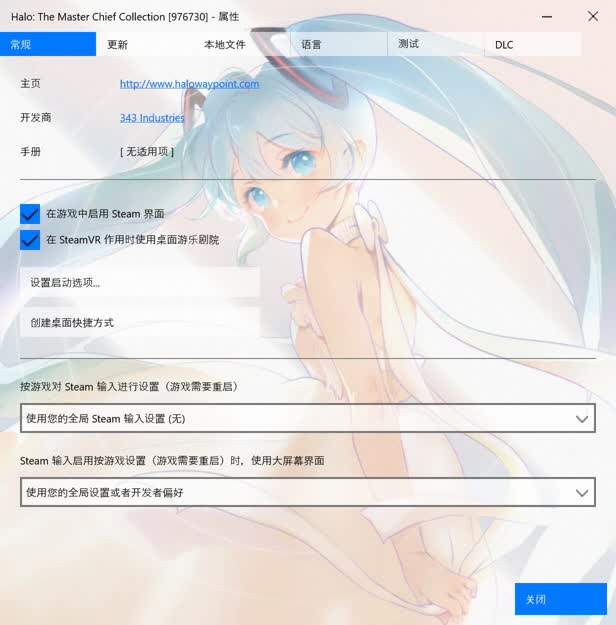 Halo: The Master Chief Collection [976730] - 属性
常规
更新
本地文件
语言
测试
DLC
主页
http://www.halowaypoint.com
开发商
343 Industries
手册
[ 无适用项 ]
在游戏中启用 Steam 界面
在 SteamVR 作用时使用桌面游乐剧院
设置启动选项...
创建桌面快捷方式
按游戏对 Steam 输入进行设置（游戏需要重启）
使用您的全局 Steam 输入设置 (无)
Steam 输入启用按游戏设置（游戏需要重启）时，使用大屏幕界面
使用您的全局设置或者开发者偏好
关闭